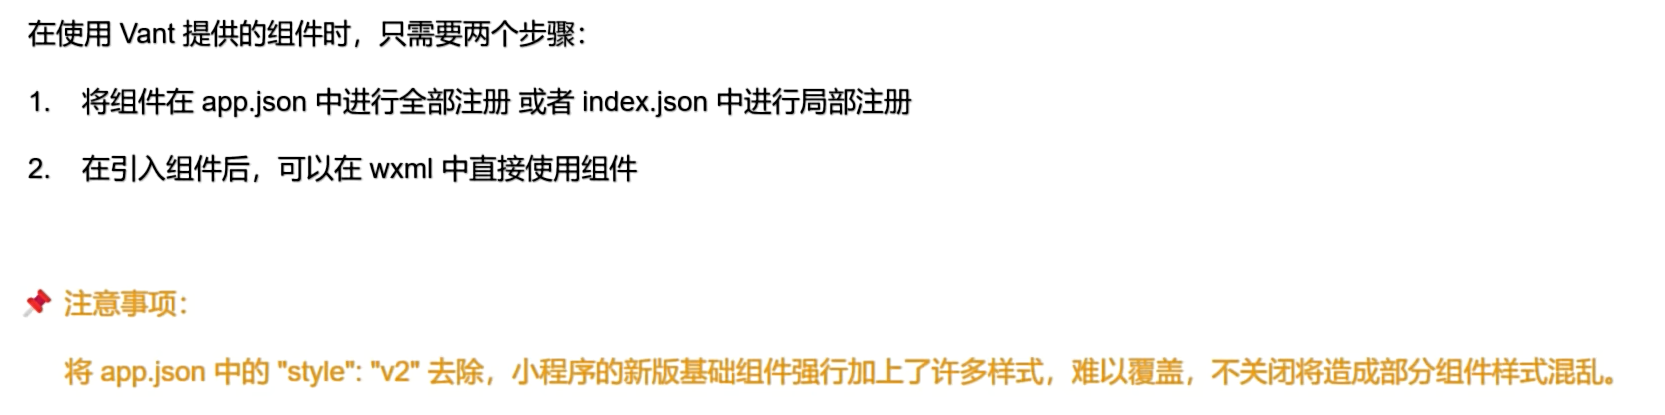 在使用 Vant 提供的组件时，只需要两个步骤：
1. 将组件在 app.json 中进行全部注册 或者 index.json 中进行局部注册
2. 在引入组件后，可以在 wxml 中直接使用组件
📌 注意事项：
将 app.json 中的 "style": "v2" 去除，小程序的新版基础组件强行加上了许多样式，难以覆盖，不关闭将造成部分组件样式混乱。